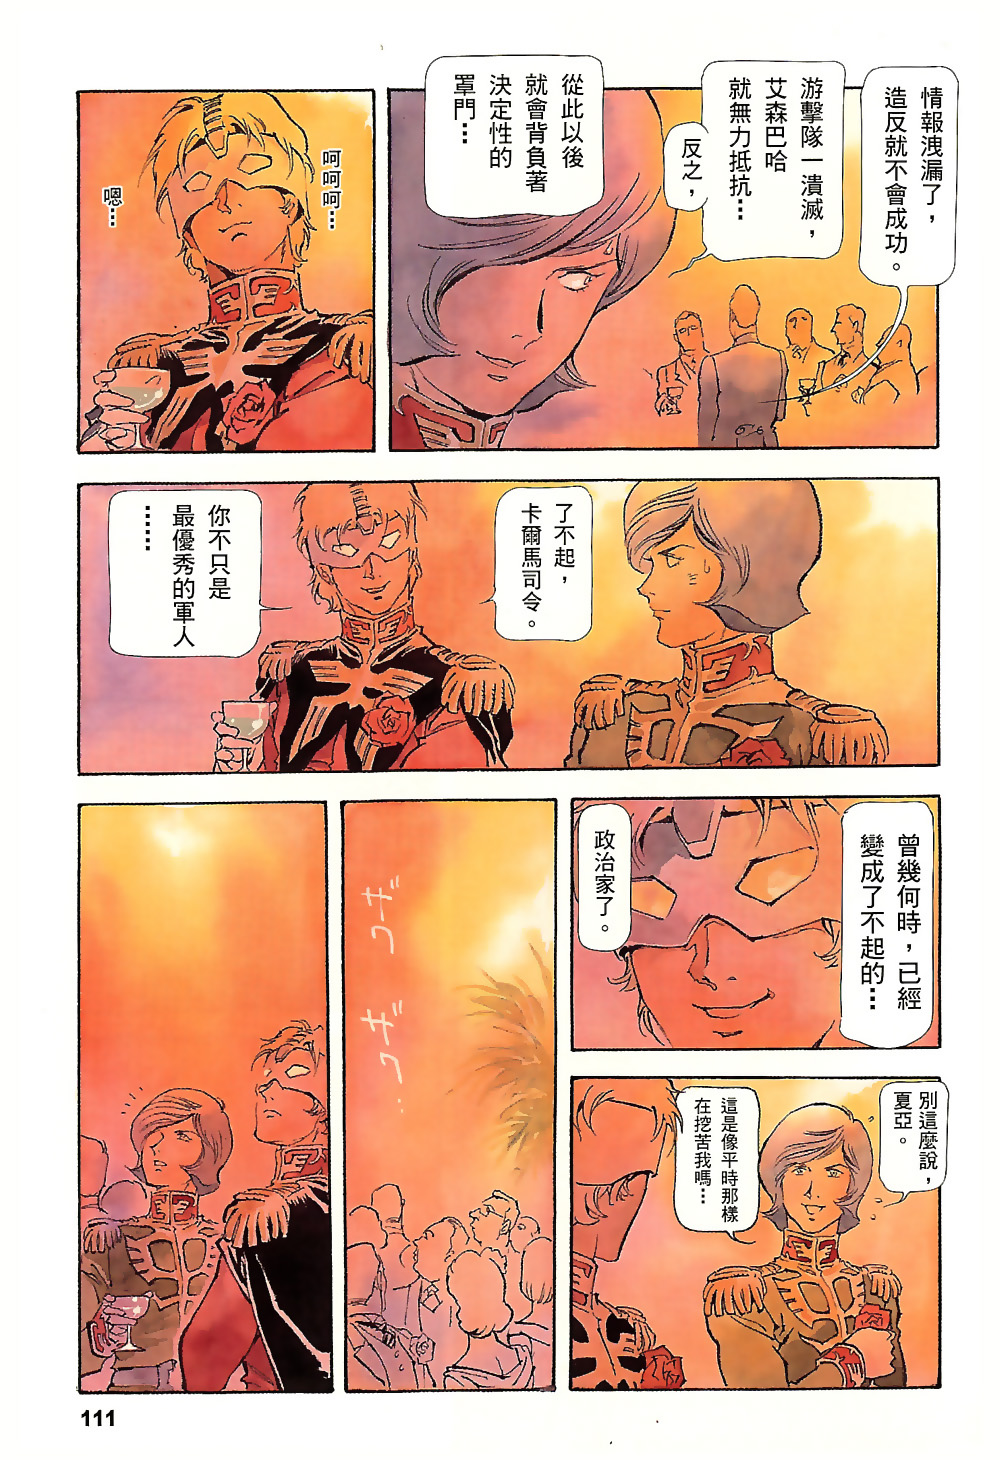 情報洩漏了，
造反就不會成功。
游擊隊一潰滅，
艾森巴哈
就無力抵抗…
反之，
從此以後
就會背負著
決定性的
罩門…
呵呵呵…
嗯…
了不起，
卡爾馬司令。
你不只是
最優秀的軍人
……
曾幾何時，已經
變成了不起的…
政治家了。
別這麼說，
夏亞。
這是像平時那樣
在挖苦我嗎…
コギ
コギ…
111